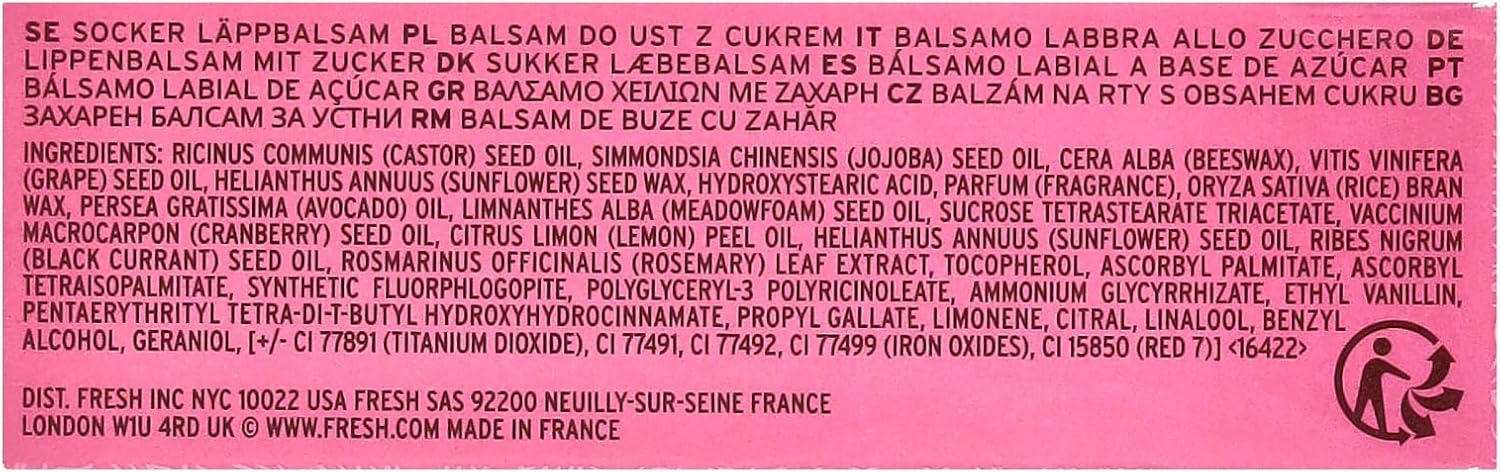 SE SOCKER LÄPPBALSAM PL BALSAM DO UST Z CUKREM IT BALSAMO LABBRA ALLO ZUCCHERO DE
LIPPENBALSAM MIT ZUCKER DK SUKKER LÆBEBALSAM ES BÁLSAMO LABIAL A BASE DE AZÚCAR PT
BÁLSAMO LABIAL DE AÇÚCAR GR ΒΑΛΣΑΜΟ ΧΕΙΛΙΩΝ ΜΕ ΖΑΧΑΡΗ CZ BALZÁM NA RTY S OBSAHEM CUKRU BG
ЗАХАРЕН БАЛСАМ ЗА УСТНИ RM BALSAM DE BUZE CU ZAHĂR
INGREDIENTS: RICINUS COMMUNIS (CASTOR) SEED OIL, SIMMONDSIA CHINENSIS (JOJOBA) SEED OIL, CERA ALBA (BEESWAX), VITIS VINIFERA
(GRAPE) SEED OIL, HELIANTHUS ANNUUS (SUNFLOWER) SEED WAX, HYDROXYSTEARIC ACID, PARFUM (FRAGRANCE), ORYZA SATIVA (RICE) BRAN
WAX, PERSEA GRATISSIMA (AVOCADO) OIL, LIMNANTHES ALBA (MEADOWFOAM) SEED OIL, SUCROSE TETRASTEARATE TRIACETATE, VACCINIUM
MACROCARPON (CRANBERRY) SEED OIL, CITRUS LIMON (LEMON) PEEL OIL, HELIANTHUS ANNUUS (SUNFLOWER) SEED OIL, RIBES NIGRUM
(BLACK CURRANT) SEED OIL, ROSMARINUS OFFICINALIS (ROSEMARY) LEAF EXTRACT, TOCOPHEROL, ASCORBYL PALMITATE, ASCORBYL
TETRAISOPALMITATE, SYNTHETIC FLUORPHLOGOPITE, POLYGLYCERYL-3 POLYRICINOLEATE, AMMONIUM GLYCYRRHIZATE, ETHYL VANILLIN,
PENTAERYTHRITYL TETRA-DI-T-BUTYL HYDROXYHYDROCINNAMATE, PROPYL GALLATE, LIMONENE, CITRAL, LINALOOL, BENZYL
ALCOHOL, GERANIOL, [+/- CI 77891 (TITANIUM DIOXIDE), CI 77491, CI 77492, CI 77499 (IRON OXIDES), CI 15850 (RED 7)] <16422>
DIST. FRESH INC NYC 10022 USA FRESH SAS 92200 NEUILLY-SUR-SEINE FRANCE
LONDON W1U 4RD UK © WWW.FRESH.COM MADE IN FRANCE